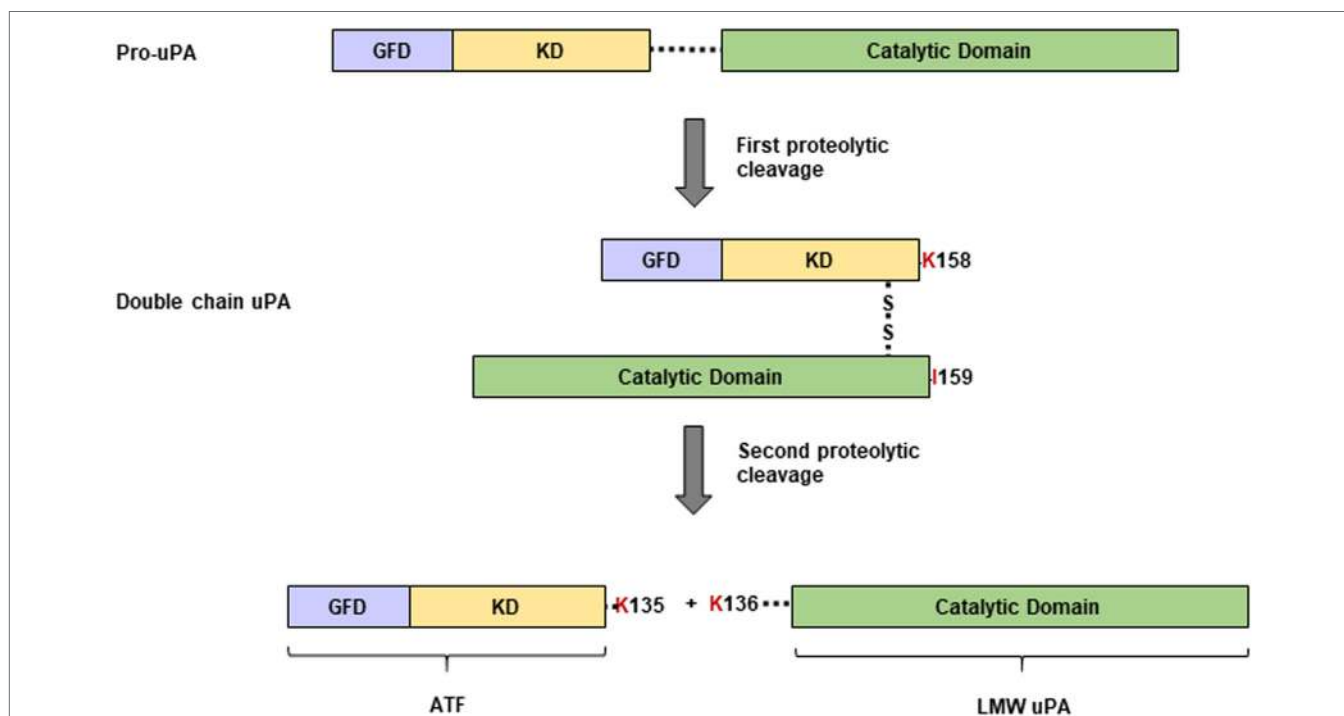 Pro-uPA
GFD KD Catalytic Domain
First proteolytic
cleavage
GFD KD K158
S
S
Double chain uPA
Catalytic Domain I159
Second proteolytic
cleavage
GFD KD K135 + K136 Catalytic Domain
ATF LMW uPA